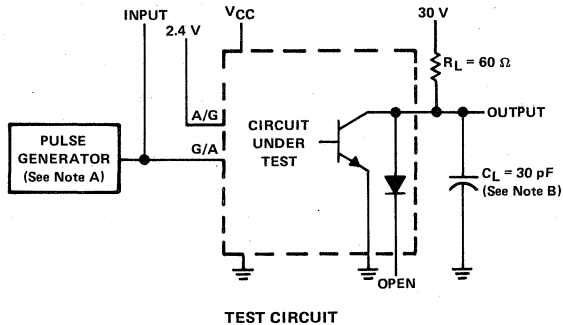 INPUT
VCC
30 V
2.4 V
RL = 60 Ω
A/G
CIRCUIT
UNDER
TEST
OUTPUT
PULSE
GENERATOR
(See Note A)
G/A
CL = 30 pF
(See Note B)
OPEN
TEST CIRCUIT